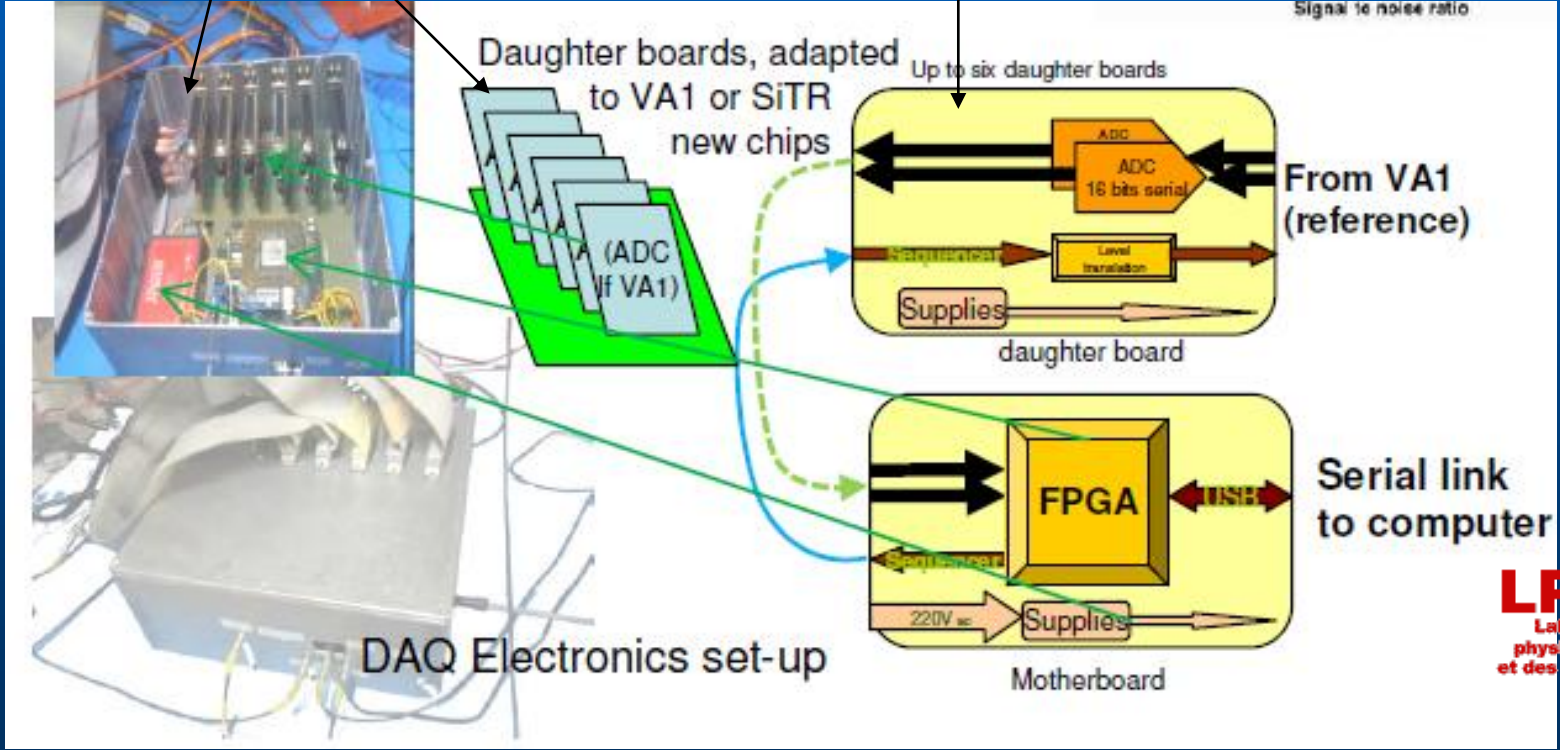 Signal to noise ratio
Daughter boards, adapted
to VA1 or SiTR
new chips
Up to six daughter boards
ADC
ADC
16 bits serial
From VA1
(reference)
Sequencer
Level
translation
Supplies
daughter board
A
A
A
(ADC
If VA1)
FPGA
USB
Serial link
to computer
Sequencer
220V ac
Supplies
Motherboard
DAQ Electronics set-up
La
phys
et des